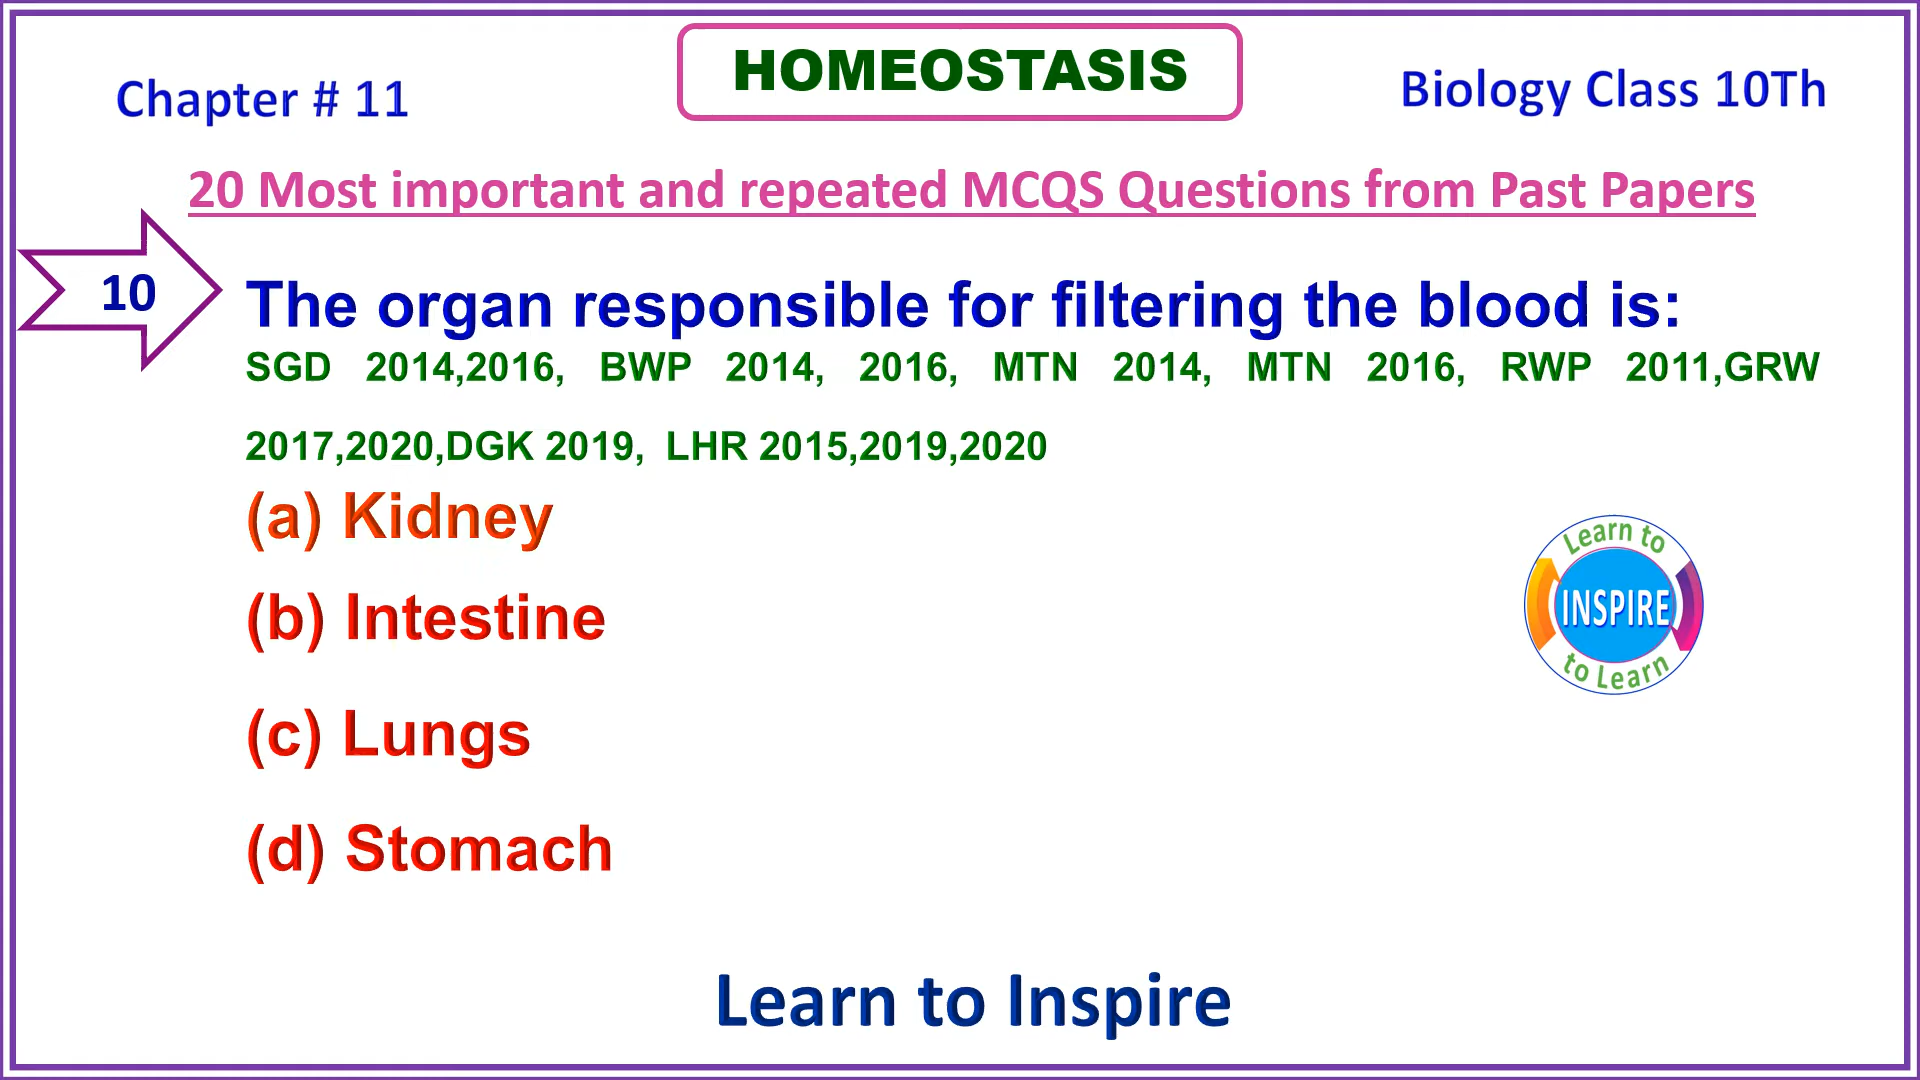 HOMEOSTASIS
Chapter # 11
Biology Class 10Th
20 Most important and repeated MCQS Questions from Past Papers
10
The organ responsible for filtering the blood is:
SGD 2014,2016, BWP 2014, 2016, MTN 2014, MTN 2016, RWP 2011,GRW
2017,2020,DGK 2019, LHR 2015,2019,2020
(a) Kidney
(b) Intestine
(c) Lungs
(d) Stomach
Learn to
INSPIRE
to Learn
Learn to Inspire